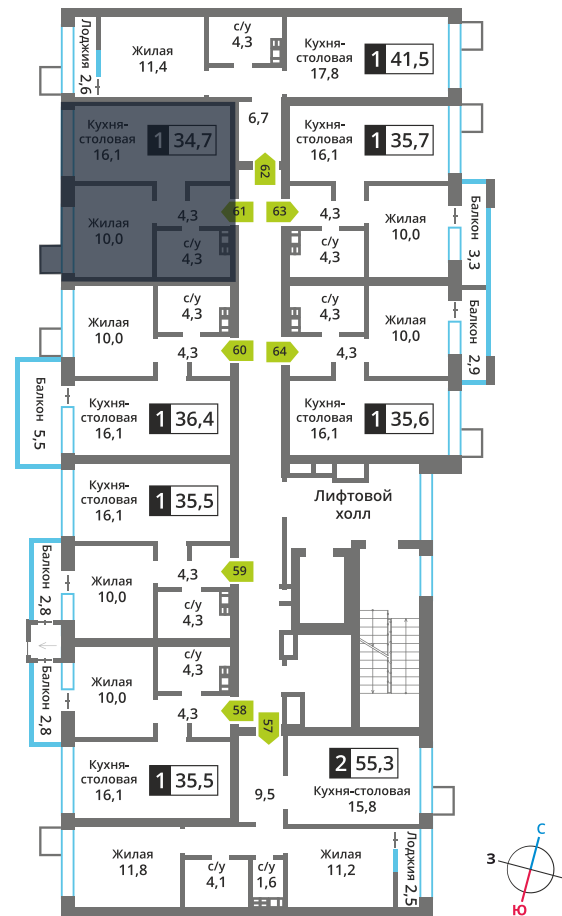 Лоджия 2,6
Жилая
11,4
с/у
4,3
Кухня-
столовая
17,8
1 41,5
6,7
Кухня-
столовая
16,1
1 34,7
Кухня-
столовая
16,1
1 35,7
62
Жилая
10,0
4,3
61
63
4,3
Жилая
10,0
Балкон 3,3
с/у
4,3
с/у
4,3
Жилая
10,0
с/у
4,3
с/у
4,3
Жилая
10,0
Балкон 2,9
4,3
60
64
4,3
Балкон 5,5
Кухня-
столовая
16,1
1 36,4
Кухня-
столовая
16,1
1 35,6
Кухня-
столовая
16,1
1 35,5
Лифтовой
холл
Балкон 2,8
Жилая
10,0
4,3
59
с/у
4,3
Балкон 2,8
Жилая
10,0
с/у
4,3
4,3
58
57
Кухня-
столовая
16,1
1 35,5
9,5
2 55,3
Кухня-столовая
15,8
Жилая
11,8
с/у
4,1
с/у
1,6
Жилая
11,2
Лоджия 2,5
С
З
Ю